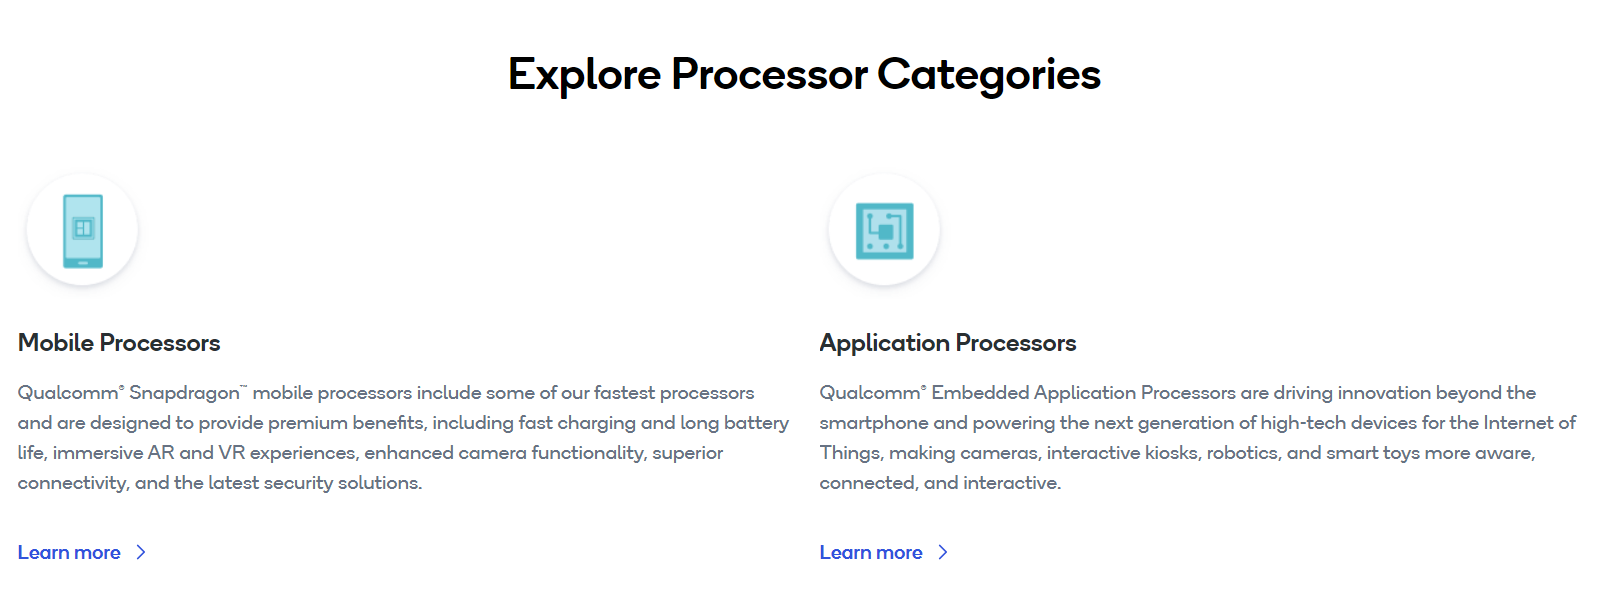 Explore Processor Categories
Mobile Processors
Qualcomm® Snapdragon™ mobile processors include some of our fastest processors
and are designed to provide premium benefits, including fast charging and long battery
life, immersive AR and VR experiences, enhanced camera functionality, superior
connectivity, and the latest security solutions.
Learn more
Application Processors
Qualcomm® Embedded Application Processors are driving innovation beyond the
smartphone and powering the next generation of high-tech devices for the Internet of
Things, making cameras, interactive kiosks, robotics, and smart toys more aware,
connected, and interactive.
Learn more